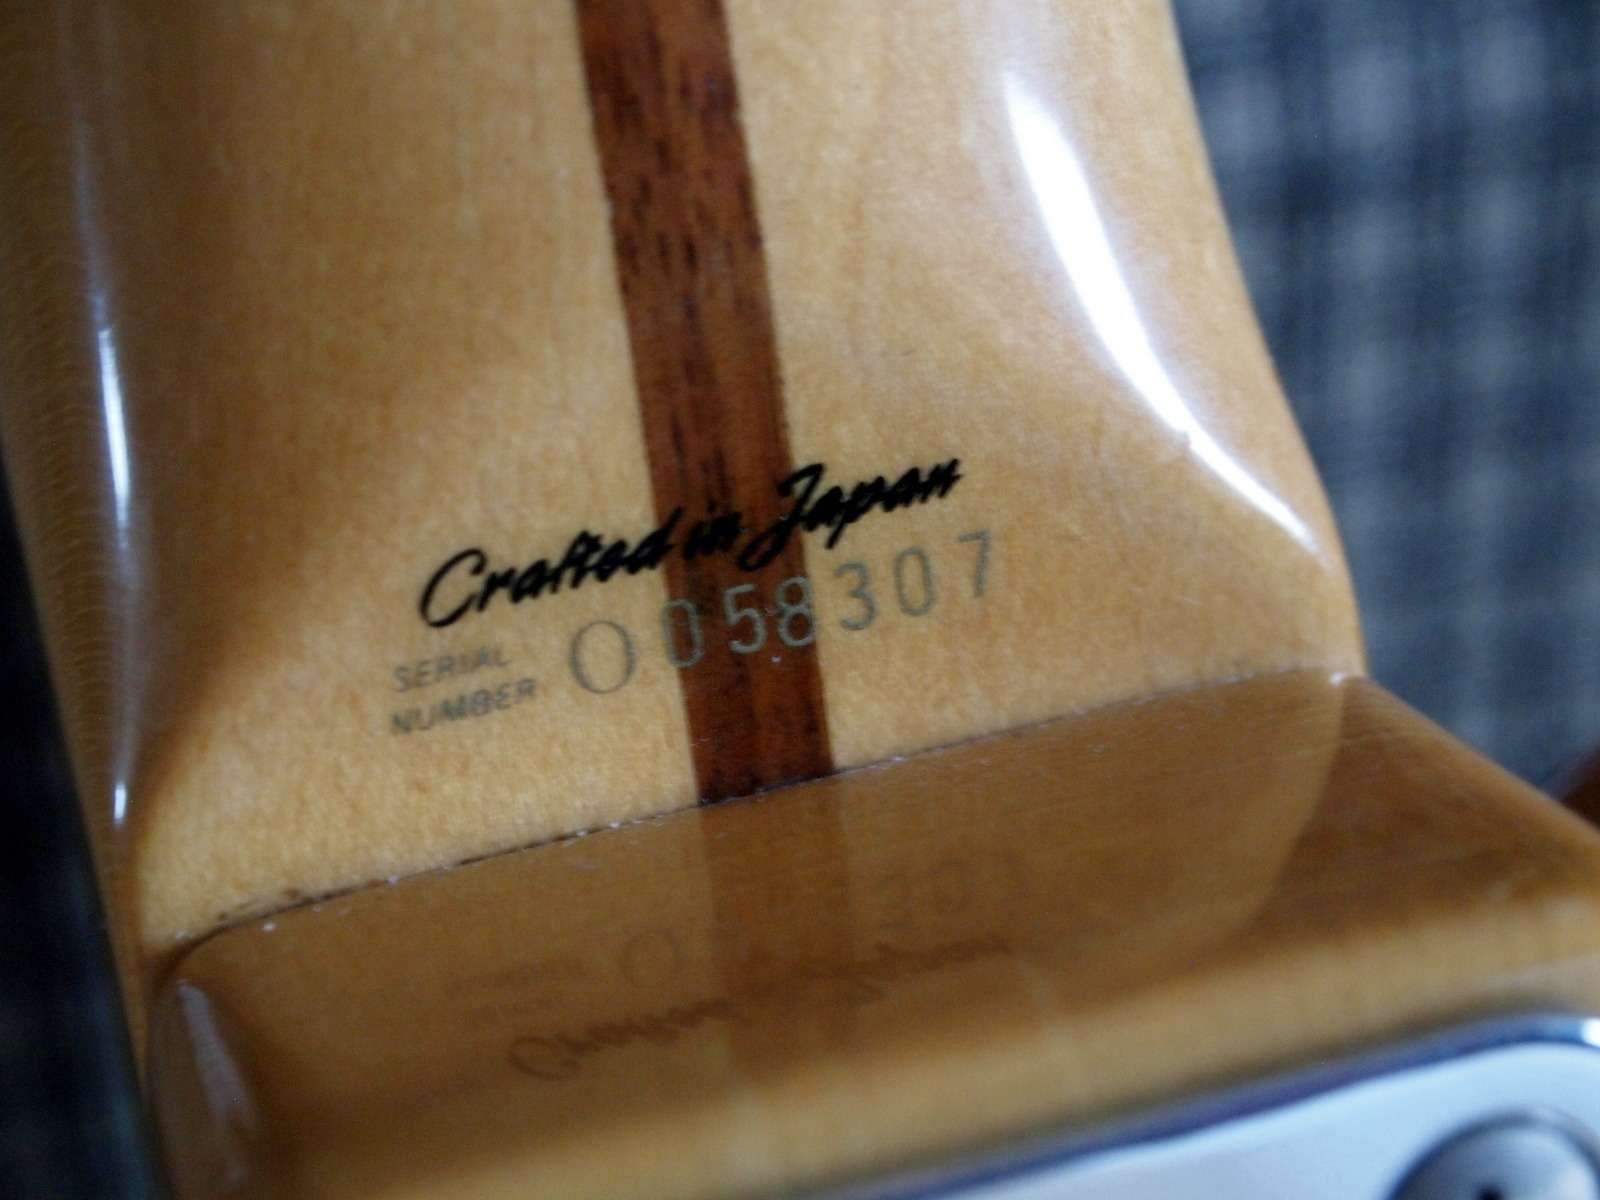 Crafted in Japan
SERIAL
NUMBER O058307